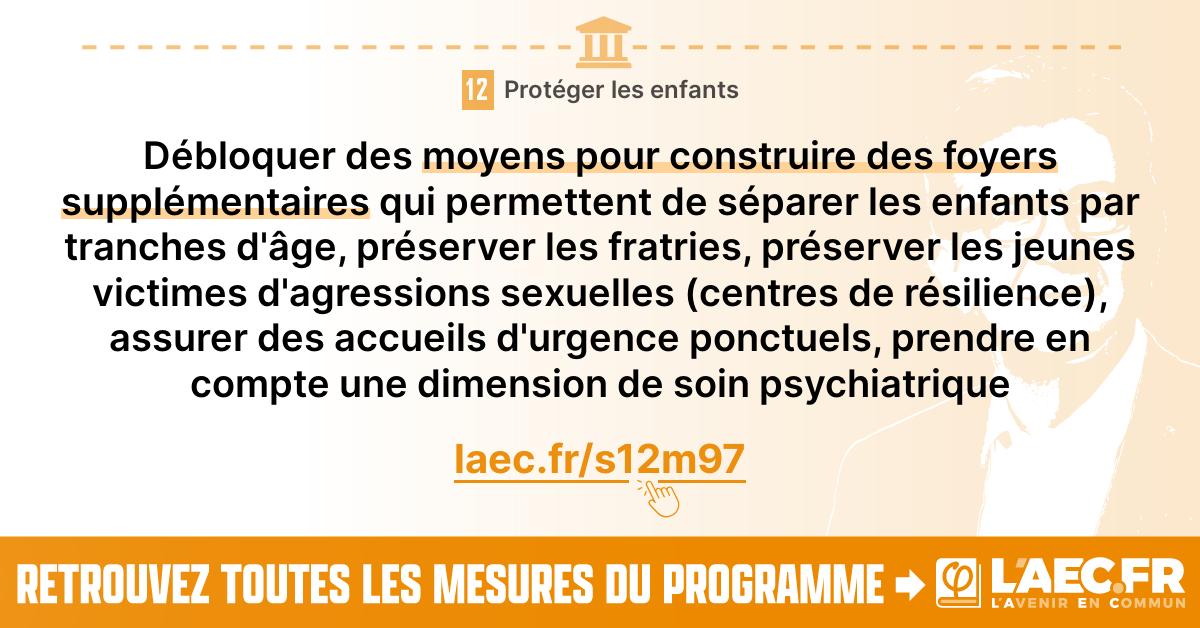 12 Protéger les enfants
Débloquer des moyens pour construire des foyers
supplémentaires qui permettent de séparer les enfants par
tranches d'âge, préserver les fratries, préserver les jeunes
victimes d'agressions sexuelles (centres de résilience),
assurer des accueils d'urgence ponctuels, prendre en
compte une dimension de soin psychiatrique
laec.fr/s12m97
RETROUVEZ TOUTES LES MESURES DU PROGRAMME → φ L'AEC.FR
L'AVENIR EN COMMUN